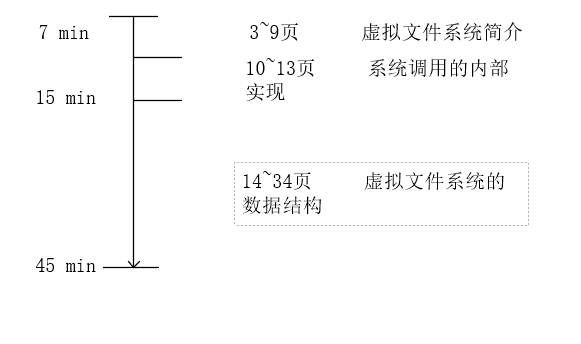 7 min
3~9页 虚拟文件系统简介
10~13页 系统调用的内部
实现
15 min
14~34页 虚拟文件系统的
数据结构
45 min